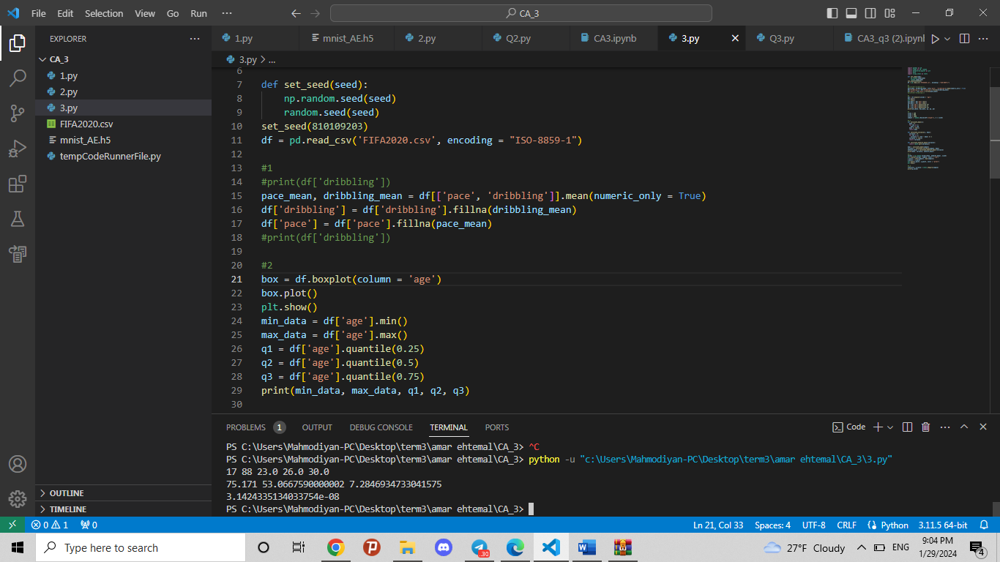 File Edit Selection View Go Run ··· CA_3
EXPLORER ···
CA_3
1.py
2.py
3.py
FIFA2020.csv
mnist_AE.h5
tempCodeRunnerFile.py
OUTLINE
TIMELINE
1.py mnist_AE.h5 2.py Q2.py CA3.ipynb 3.py Q3.py CA3_q3 (2).ipynl
3.py > ...
6
7 def set_seed(seed):
8 np.random.seed(seed)
9 random.seed(seed)
10 set_seed(810109203)
11 df = pd.read_csv('FIFA2020.csv', encoding = "ISO-8859-1")
12
13 #1
14 #print(df['dribbling'])
15 pace_mean, dribbling_mean = df[['pace', 'dribbling']].mean(numeric_only = True)
16 df['dribbling'] = df['dribbling'].fillna(dribbling_mean)
17 df['pace'] = df['pace'].fillna(pace_mean)
18 #print(df['dribbling'])
19
20 #2
21 box = df.boxplot(column = 'age')
22 box.plot()
23 plt.show()
24 min_data = df['age'].min()
25 max_data = df['age'].max()
26 q1 = df['age'].quantile(0.25)
27 q2 = df['age'].quantile(0.5)
28 q3 = df['age'].quantile(0.75)
29 print(min_data, max_data, q1, q2, q3)
30
PROBLEMS 1 OUTPUT DEBUG CONSOLE TERMINAL PORTS Code
PS C:\Users\Mahmodiyan-PC\Desktop\term3\amar ehtemal\CA_3> ^C
PS C:\Users\Mahmodiyan-PC\Desktop\term3\amar ehtemal\CA_3> python -u "c:\Users\Mahmodiyan-PC\Desktop\term3\amar ehtemal\CA_3\3.py"
17 88 23.0 26.0 30.0
75.171 53.0667590000002 7.2846934733041575
3.1424335134033754e-08
PS C:\Users\Mahmodiyan-PC\Desktop\term3\amar ehtemal\CA_3>
0 1 0 Ln 21, Col 33 Spaces: 4 UTF-8 CRLF Python 3.11.5 64-bit
Type here to search 30 27°F Cloudy ENG 9:04 PM
1/29/2024 4